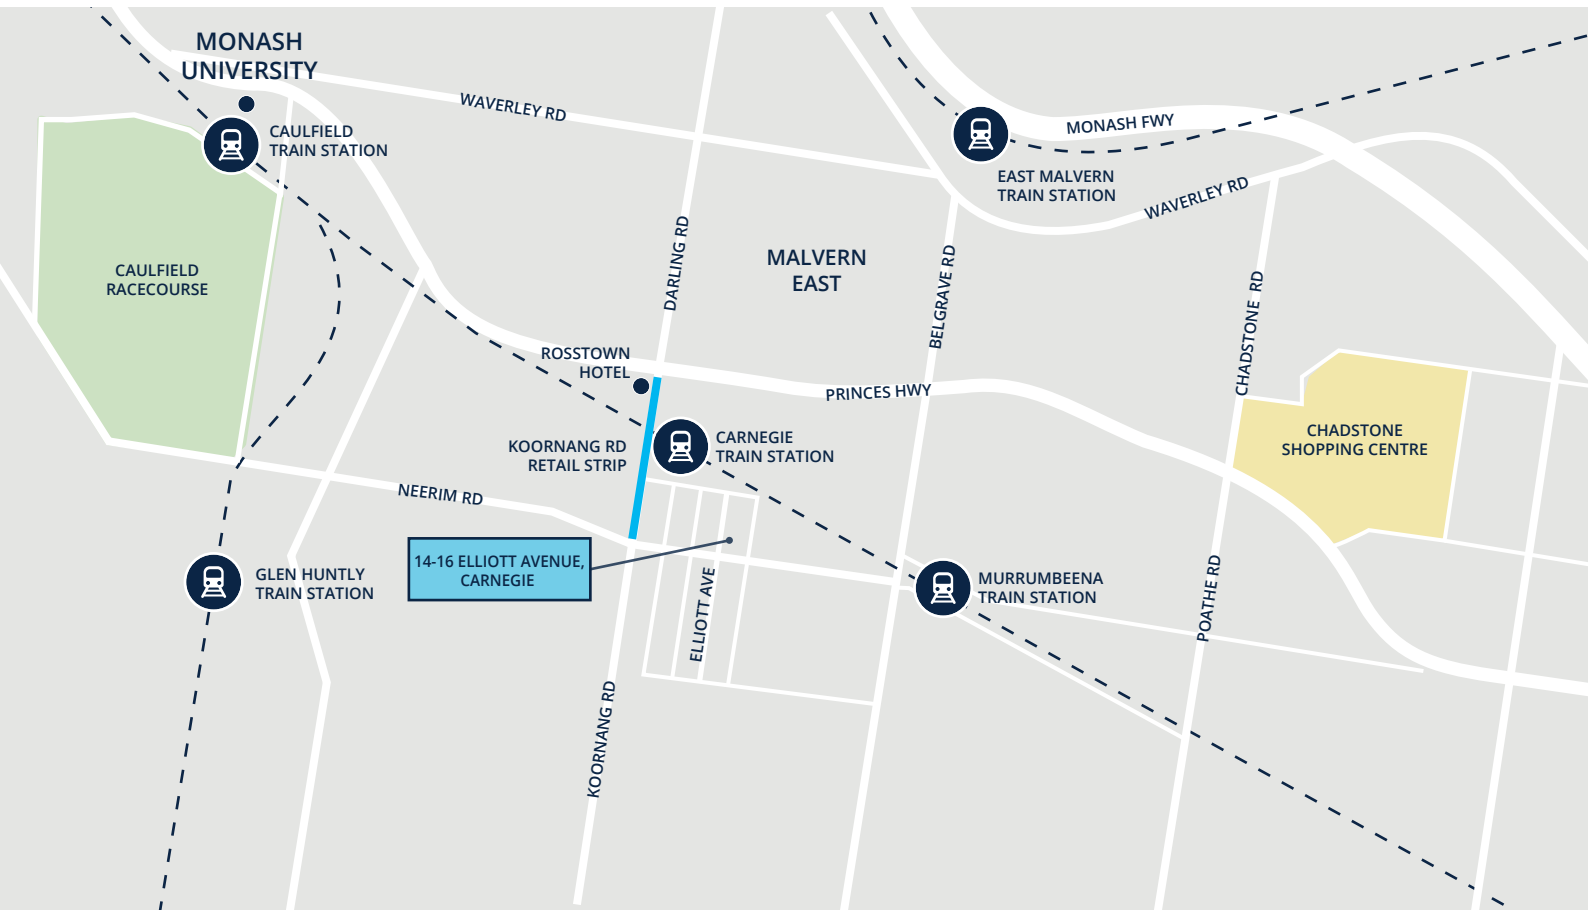 MONASH
UNIVERSITY
WAVERLEY RD
CAULFIELD
TRAIN STATION
MONASH FWY
EAST MALVERN
TRAIN STATION
WAVERLEY RD
DARLING RD
MALVERN
EAST
BELGRAVE RD
CAULFIELD
RACECOURSE
CHADSTONE RD
ROSSTOWN
HOTEL
PRINCES HWY
KOORNANG RD
RETAIL STRIP
CARNEGIE
TRAIN STATION
CHADSTONE
SHOPPING CENTRE
NEERIM RD
14-16 ELLIOTT AVENUE,
CARNEGIE
GLEN HUNTLY
TRAIN STATION
ELLIOTT AVE
MURRUMBEENA
TRAIN STATION
POATHE RD
KOORNANG RD